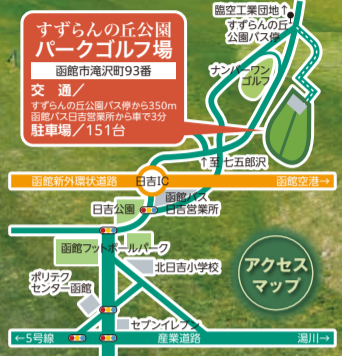 すずらんの丘公園
パークゴルフ場
函館市滝沢町93番
交　通／
すずらんの丘公園バス停から350m
函館バス日吉営業所から車で3分
駐車場／151台
臨空工業団地↑
すずらんの丘
公園バス停
ナンバーワン
ゴルフ
↑至 七五郎沢
函館新外環状道路
日吉IC
函館空港→
函館バス
日吉営業所
日吉公園
函館フットボールパーク
北日吉小学校
ポリテク
センター函館
アクセス
マップ
セブンイレブン
←5号線
産業道路
湯川→